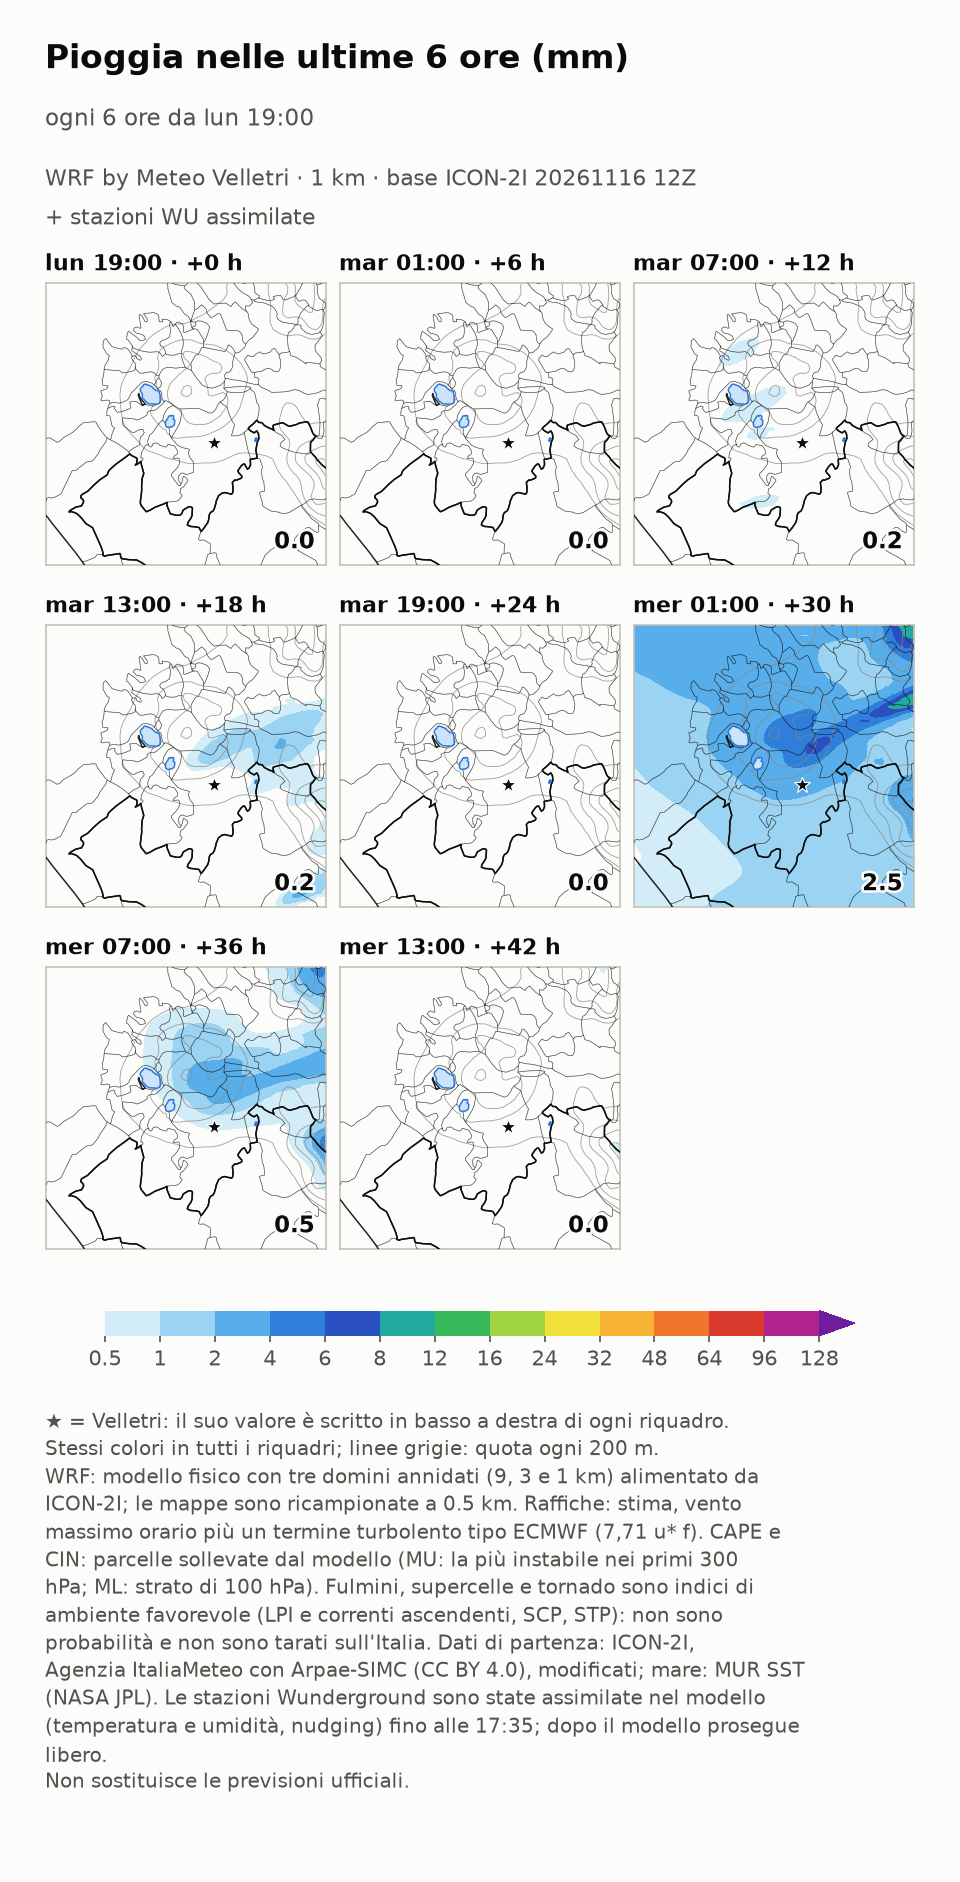 Pioggia nelle ultime 6 ore (mm)
ogni 6 ore da lun 19:00
WRF by Meteo Velletri · 1 km · base ICON-2I 20261116 12Z
+ stazioni WU assimilate
lun 19:00 · +0 h
mar 01:00 · +6 h
mar 07:00 · +12 h
0.0
0.0
0.2
mar 13:00 · +18 h
mar 19:00 · +24 h
mer 01:00 · +30 h
0.2
0.0
2.5
mer 07:00 · +36 h
mer 13:00 · +42 h
0.5
0.0
0.5 1 2 4 6 8 12 16 24 32 48 64 96 128
★ = Velletri: il suo valore è scritto in basso a destra di ogni riquadro.
Stessi colori in tutti i riquadri; linee grigie: quota ogni 200 m.
WRF: modello fisico con tre domini annidati (9, 3 e 1 km) alimentato da
ICON-2I; le mappe sono ricampionate a 0.5 km. Raffiche: stima, vento
massimo orario più un termine turbolento tipo ECMWF (7,71 u* f). CAPE e
CIN: parcelle sollevate dal modello (MU: la più instabile nei primi 300
hPa; ML: strato di 100 hPa). Fulmini, supercelle e tornado sono indici di
ambiente favorevole (LPI e correnti ascendenti, SCP, STP): non sono
probabilità e non sono tarati sull'Italia. Dati di partenza: ICON-2I,
Agenzia ItaliaMeteo con Arpae-SIMC (CC BY 4.0), modificati; mare: MUR SST
(NASA JPL). Le stazioni Wunderground sono state assimilate nel modello
(temperatura e umidità, nudging) fino alle 17:35; dopo il modello prosegue
libero.
Non sostituisce le previsioni ufficiali.